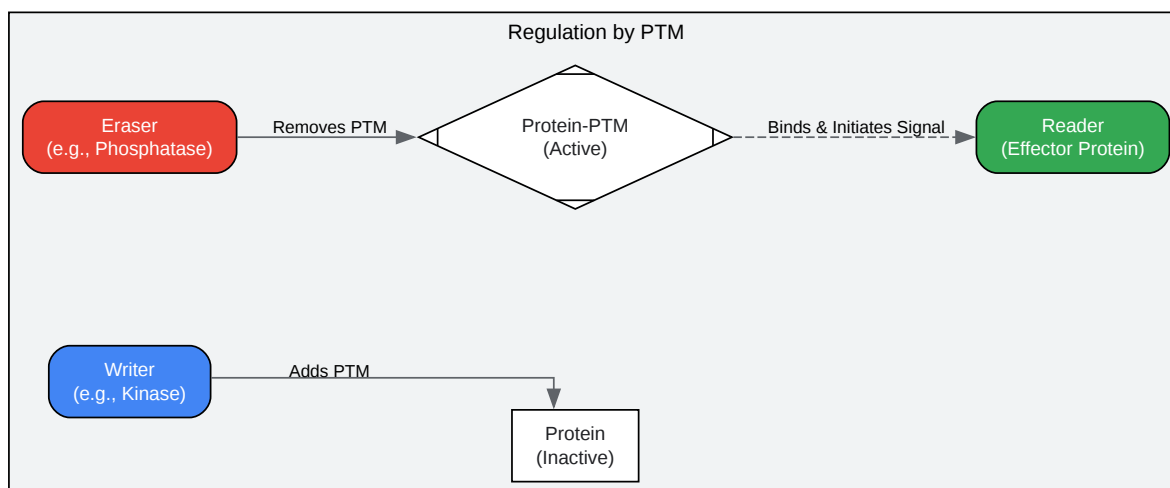 Regulation by PTM
Eraser
(e.g., Phosphatase)
Removes PTM
Protein-PTM
(Active)
Binds & Initiates Signal
Reader
(Effector Protein)
Writer
(e.g., Kinase)
Adds PTM
Protein
(Inactive)